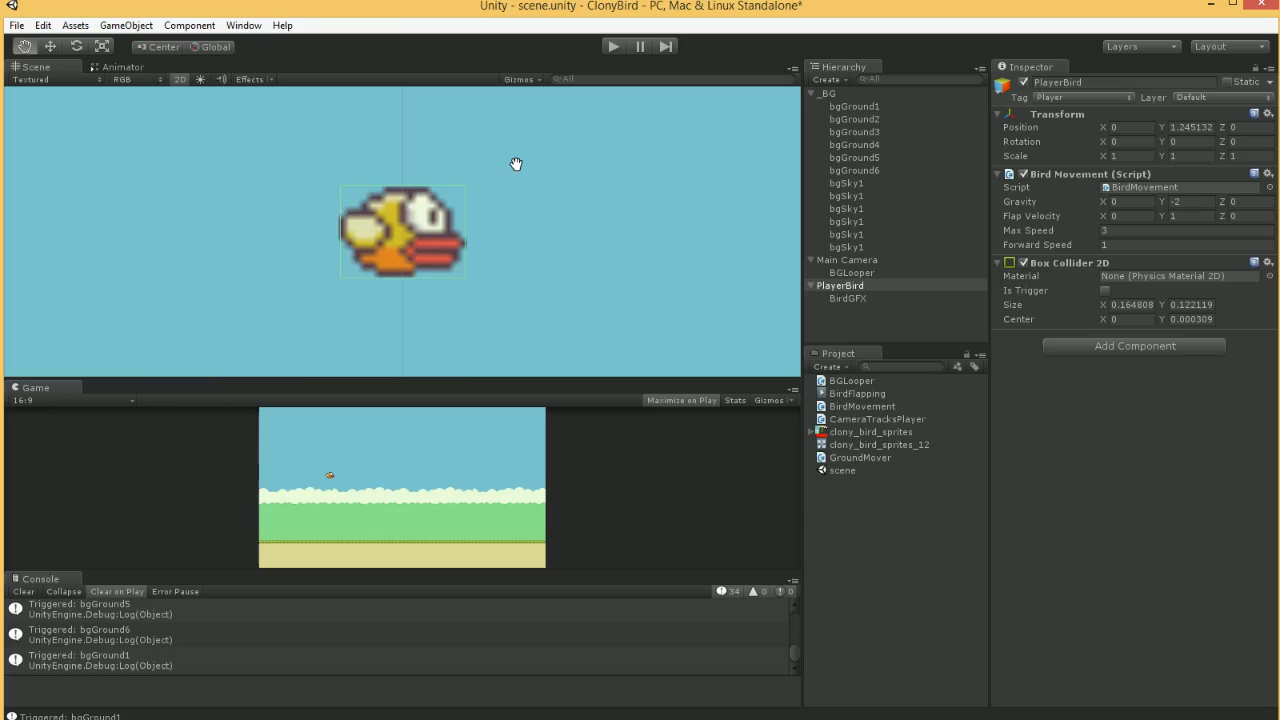 Unity - scene.unity - ClonyBird - PC, Mac & Linux Standalone*
File Edit Assets GameObject Component Window Help
Center Global
Layers Layout
Scene Animator
Textured RGB 2D Effects Gizmos All
Game
16:9 Maximize on Play Stats Gizmos
Console
Clear Collapse Clear on Play Error Pause 34 0 0
Triggered: bgGround5
UnityEngine.Debug:Log(Object)
Triggered: bgGround6
UnityEngine.Debug:Log(Object)
Triggered: bgGround1
UnityEngine.Debug:Log(Object)
Triggered: bgGround1
Hierarchy
Create All
_BG
bgGround1
bgGround2
bgGround3
bgGround4
bgGround5
bgGround6
bgSky1
bgSky1
bgSky1
bgSky1
bgSky1
bgSky1
Main Camera
BGLooper
PlayerBird
BirdGFX
Project
Create
BGLooper
BirdFlapping
BirdMovement
CameraTracksPlayer
clony_bird_sprites
clony_bird_sprites_12
GroundMover
scene
Inspector
PlayerBird Static
Tag Player Layer Default
Transform
Position X 0 Y 1.245132 Z 0
Rotation X 0 Y 0 Z 0
Scale X 1 Y 1 Z 1
Bird Movement (Script)
Script BirdMovement
Gravity X 0 Y -2 Z 0
Flap Velocity X 0 Y 1 Z 0
Max Speed 3
Forward Speed 1
Box Collider 2D
Material None (Physics Material 2D)
Is Trigger
Size X 0.164808 Y 0.122119
Center X 0 Y 0.000309
Add Component